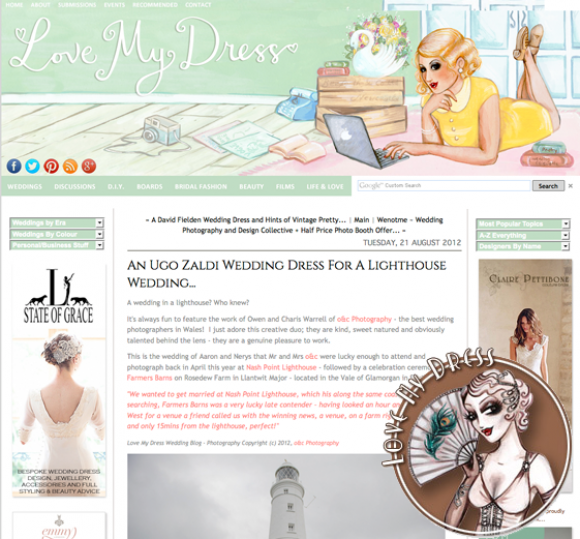 HOME ABOUT SUBMISSIONS EVENTS RECOMMENDED CONTACT
Love My Dress
WEDDINGS DISCUSSIONS D.I.Y. BOARDS BRIDAL FASHION BEAUTY FILMS LIFE & LOVE
Google™ Custom Search
Search
Weddings by Era
Weddings By Colour
Personal/Business Stuff
« A David Fielden Wedding Dress and Hints of Vintage Pretty... | Main | Wenotme ~ Wedding
Photography and Design Collective + Half Price Photo Booth Offer... »
TUESDAY, 21 AUGUST 2012
Most Popular Topics
A-Z Everything
Designers By Name
AN UGO ZALDI WEDDING DRESS FOR A LIGHTHOUSE
WEDDING...
A wedding in a lighthouse? Who knew?
It's always fun to feature the work of Owen and Charis Warrell of o&c Photography - the best wedding
photographers in Wales! I just adore this creative duo; they are kind, sweet natured and obviously
talented behind the lens - they are a genuine pleasure to work.
This is the wedding of Aaron and Nerys that Mr and Mrs o&c were lucky enough to attend and
photograph back in April this year at Nash Point Lighthouse - followed by a celebration
Farmers Barns on Rosedew Farm in Llantwit Major - located in the Vale of Glamorgan in
"We wanted to get married at Nash Point Lighthouse, which his along the same
searching, Farmers Barns was a very late contender - having looked an hour
West for a venue a friend called us with the winning news, a venue, on a farm
and only 15mins from the lighthouse, perfect!"
Love My Dress Wedding Blog - Photography Copyright (c) 2012, o&c Photography
L
STATE OF GRACE
BESPOKE WEDDING DRESS
DESIGN, JEWELLERY,
ACCESSORIES AND FULL
STYLING & BEAUTY ADVICE
emmy
CLAIRE PETTIBONE
LOVE MY DRESS
proudly